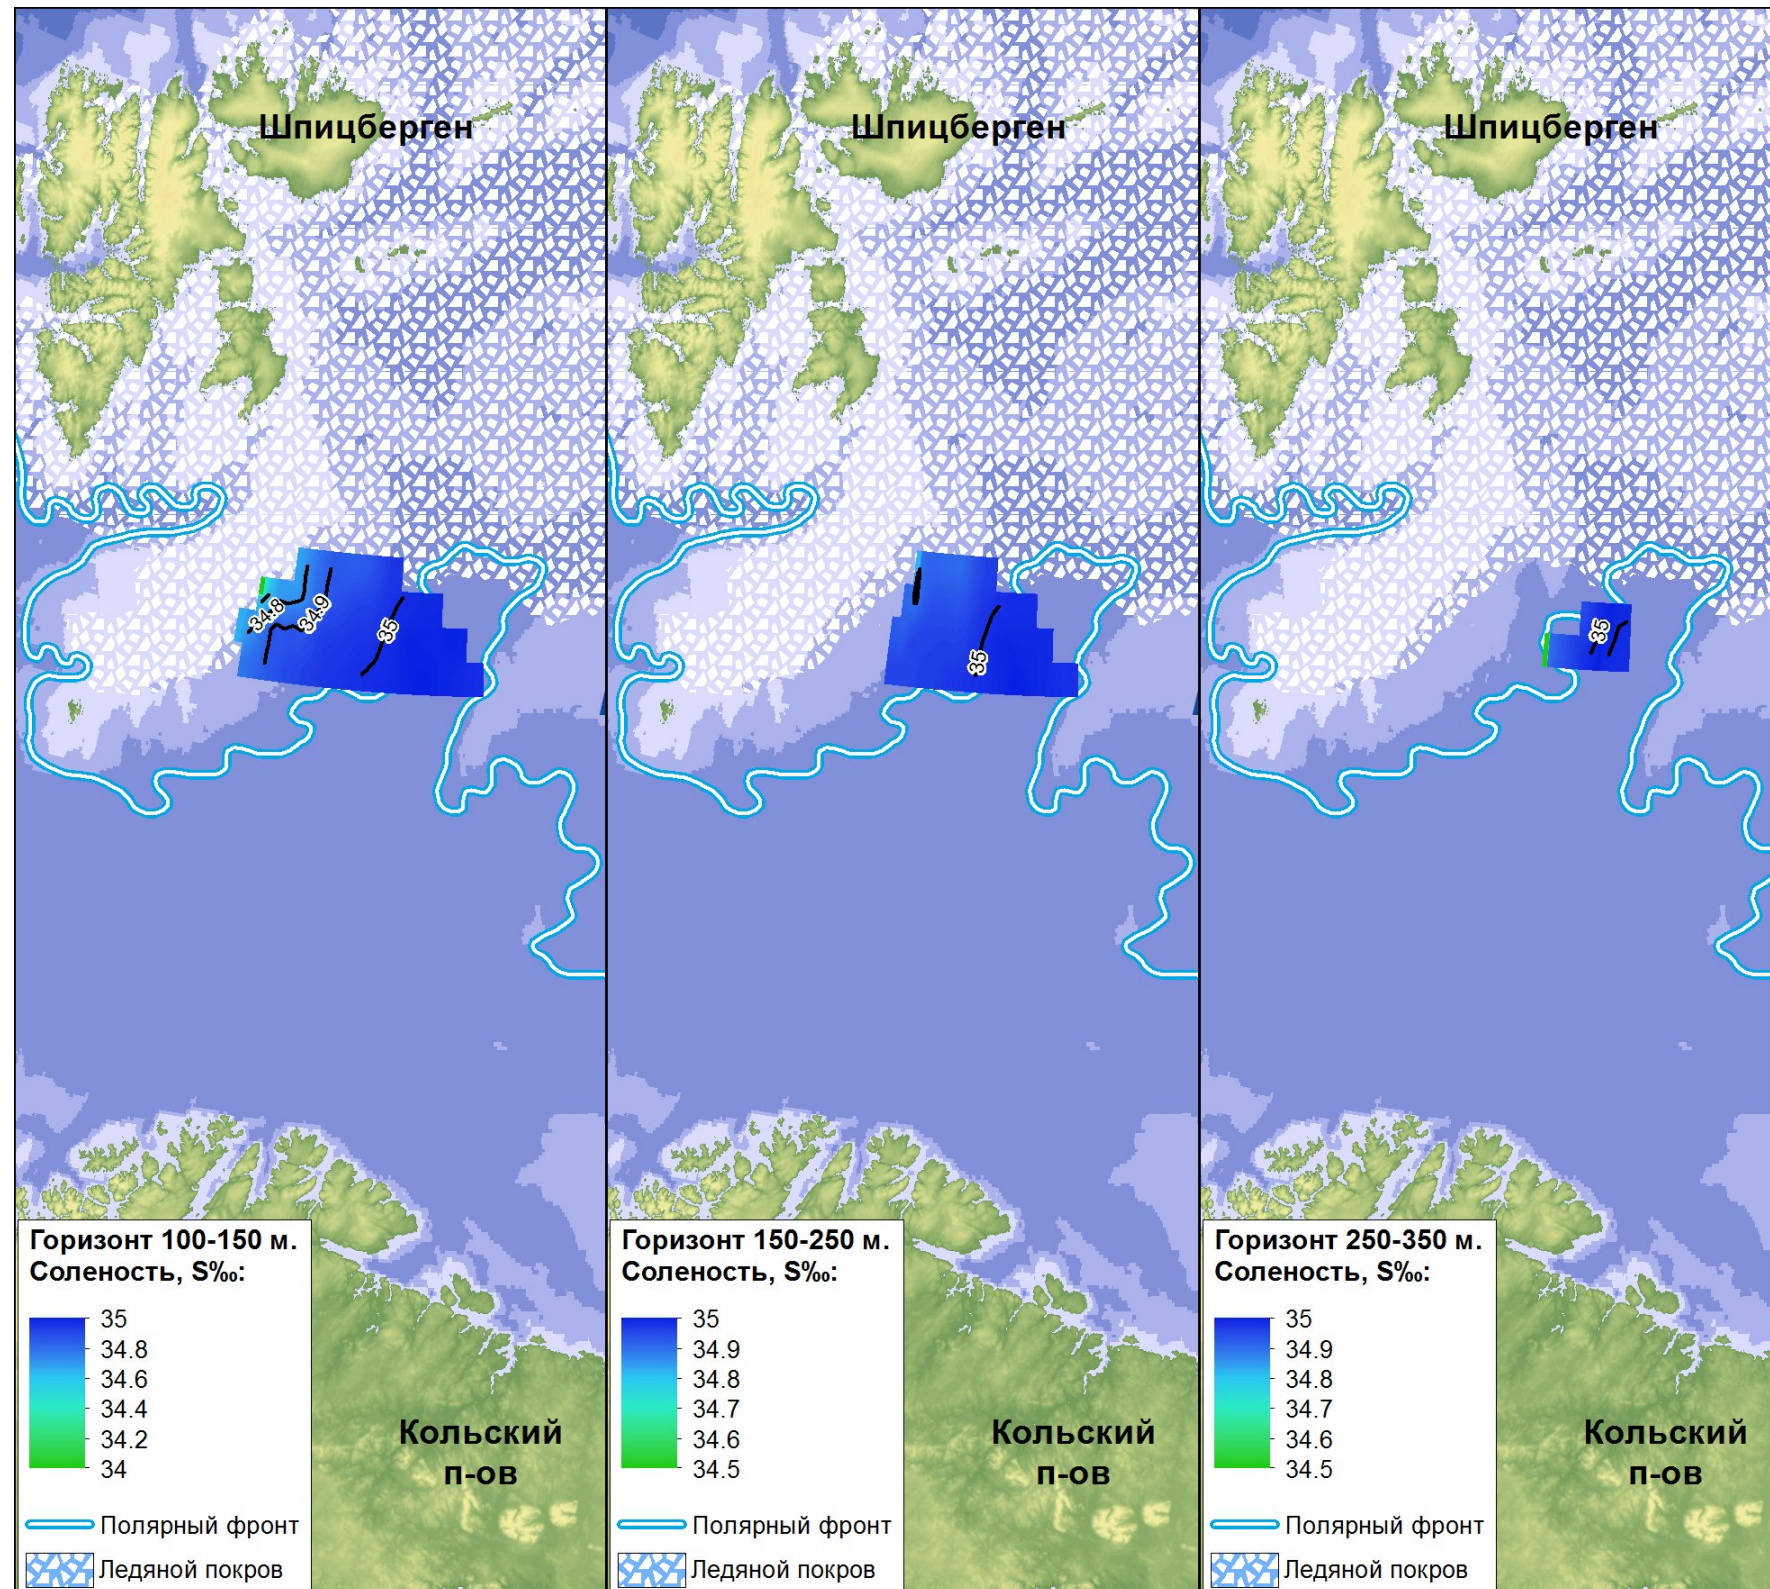 Шпицберген
34.8
34.9
35
Горизонт 100-150 м.
Соленость, S‰:
35
34.8
34.6
34.4
34.2
34
Полярный фронт
Ледяной покров
Кольский
п-ов
Шпицберген
35
Горизонт 150-250 м.
Соленость, S‰:
35
34.9
34.8
34.7
34.6
34.5
Полярный фронт
Ледяной покров
Кольский
п-ов
Шпицберген
35
Горизонт 250-350 м.
Соленость, S‰:
35
34.9
34.8
34.7
34.6
34.5
Полярный фронт
Ледяной покров
Кольский
п-ов